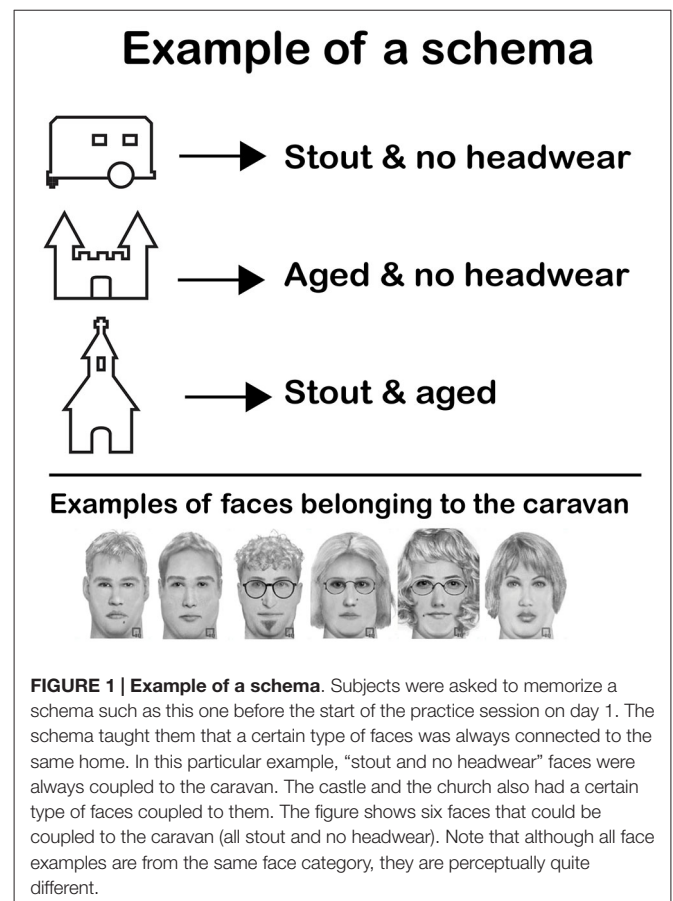 Example of a schema
Stout & no headwear
Aged & no headwear
Stout & aged
Examples of faces belonging to the caravan
FIGURE 1 | Example of a schema. Subjects were asked to memorize a
schema such as this one before the start of the practice session on day 1. The
schema taught them that a certain type of faces was always connected to the
same home. In this particular example, “stout and no headwear” faces were
always coupled to the caravan. The castle and the church also had a certain
type of faces coupled to them. The figure shows six faces that could be
coupled to the caravan (all stout and no headwear). Note that although all face
examples are from the same face category, they are perceptually quite
different.